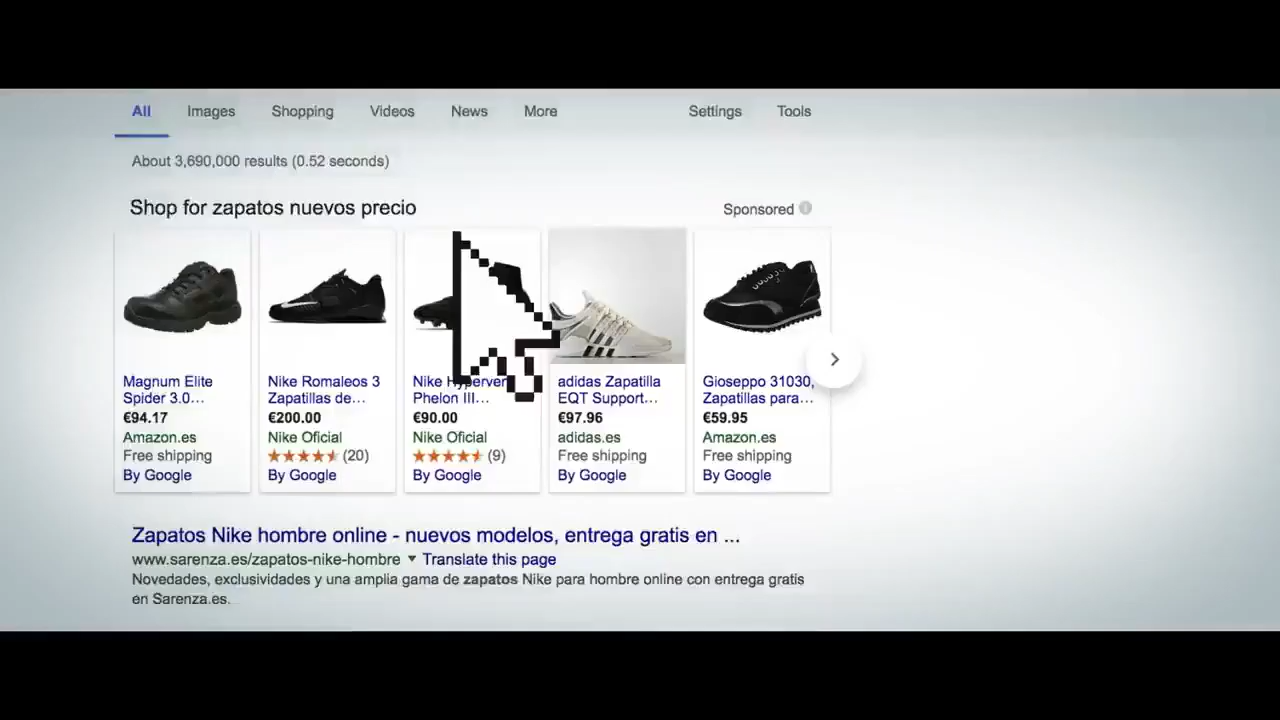 All Images Shopping Videos News More Settings Tools
About 3,690,000 results (0.52 seconds)
Shop for zapatos nuevos precio
Sponsored
Magnum Elite
Spider 3.0...
€94.17
Amazon.es
Free shipping
By Google
Nike Romaleos 3
Zapatillas de...
€200.00
Nike Oficial
(20)
By Google
Nike
Phelon III...
€90.00
Nike Oficial
(9)
By Google
adidas Zapatilla
EQT Support...
€97.96
adidas.es
Free shipping
By Google
Gioseppo 31030,
Zapatillas para...
€59.95
Amazon.es
Free shipping
By Google
Zapatos Nike hombre online - nuevos modelos, entrega gratis en ...
www.sarenza.es/zapatos-nike-hombre Translate this page
Novedades, exclusividades y una amplia gama de zapatos Nike para hombre online con entrega gratis
en Sarenza.es.